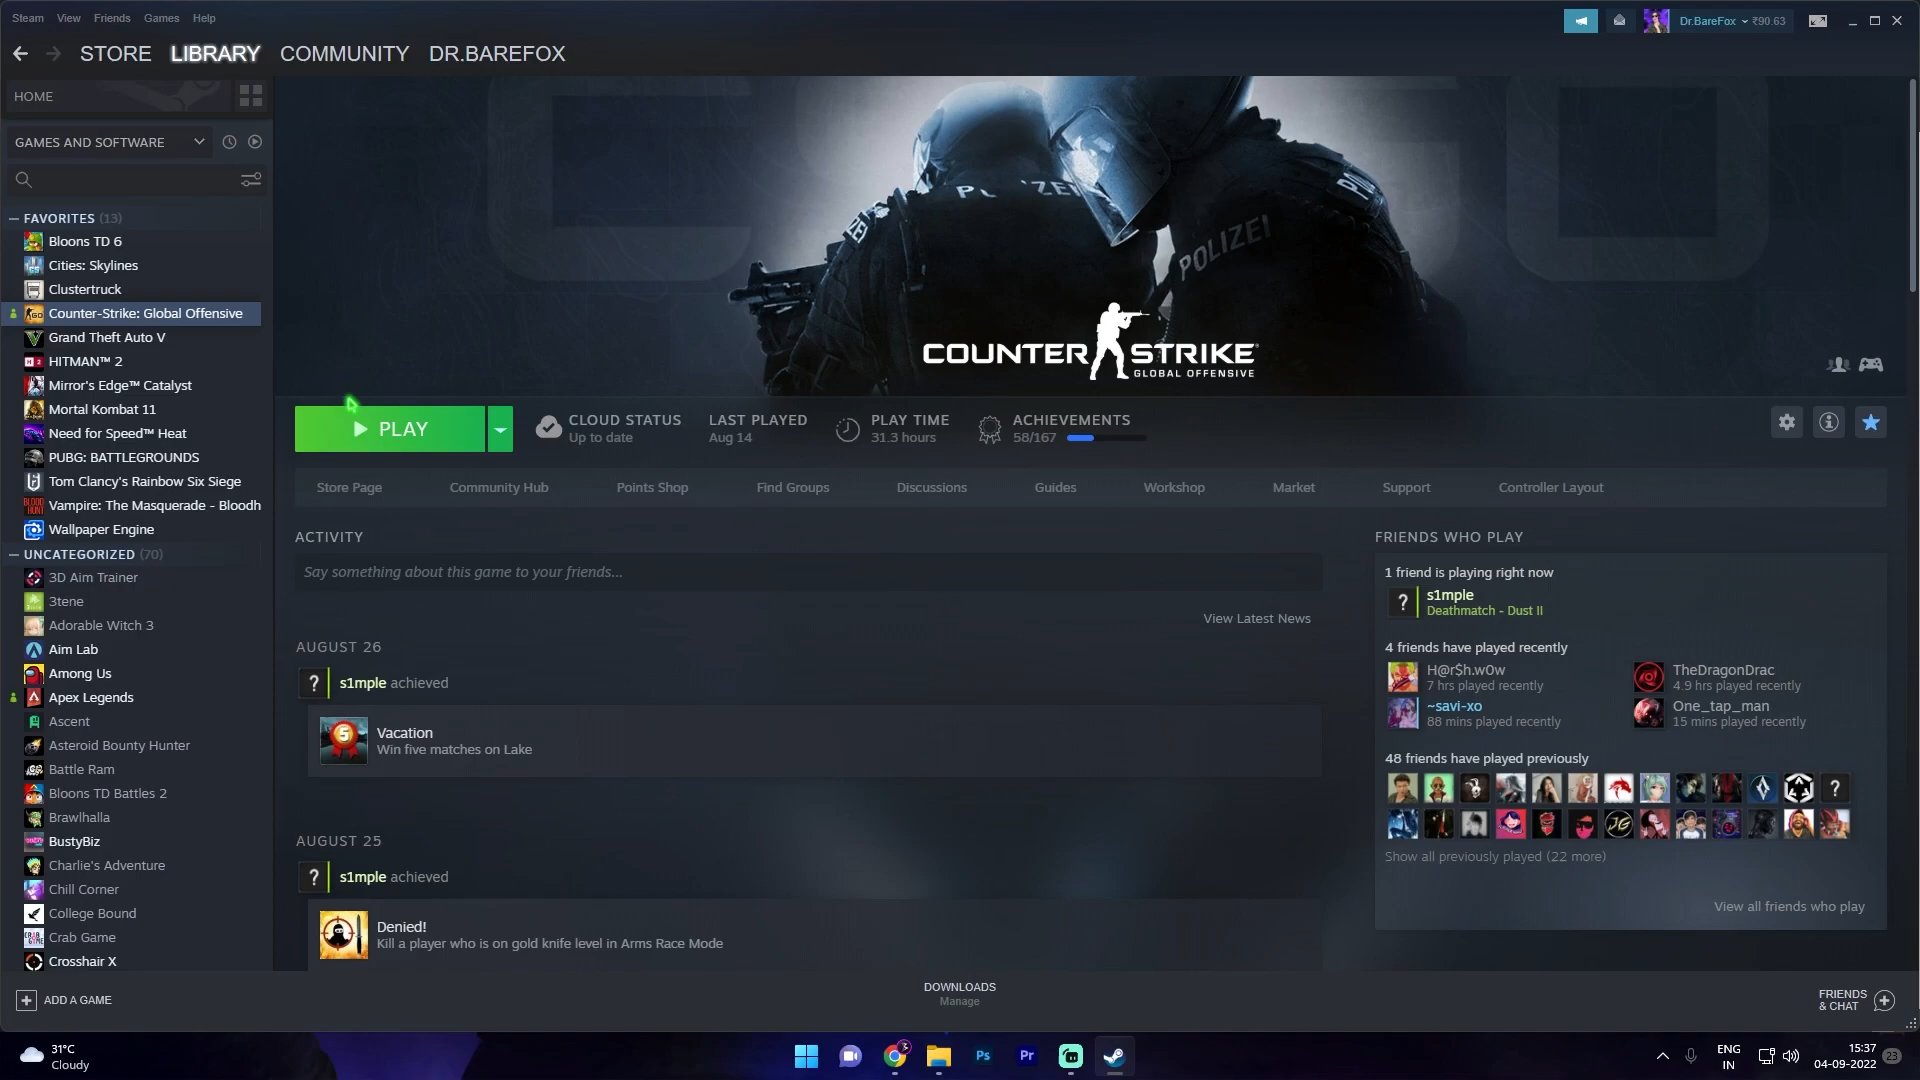 Steam View Friends Games Help
Dr.BareFox ₹90.63
STORE LIBRARY COMMUNITY DR.BAREFOX
HOME
GAMES AND SOFTWARE
FAVORITES (13)
Bloons TD 6
Cities: Skylines
Clustertruck
Counter-Strike: Global Offensive
Grand Theft Auto V
HITMAN™ 2
Mirror's Edge™ Catalyst
Mortal Kombat 11
Need for Speed™ Heat
PUBG: BATTLEGROUNDS
Tom Clancy's Rainbow Six Siege
Vampire: The Masquerade - Bloodh
Wallpaper Engine
UNCATEGORIZED (70)
3D Aim Trainer
3tene
Adorable Witch 3
Aim Lab
Among Us
Apex Legends
Ascent
Asteroid Bounty Hunter
Battle Ram
Bloons TD Battles 2
Brawlhalla
BustyBiz
Charlie's Adventure
Chill Corner
College Bound
Crab Game
Crosshair X
ADD A GAME
POLIZEI
COUNTER STRIKE
GLOBAL OFFENSIVE
PLAY
CLOUD STATUS
Up to date
LAST PLAYED
Aug 14
PLAY TIME
31.3 hours
ACHIEVEMENTS
58/167
Store Page Community Hub Points Shop Find Groups Discussions Guides Workshop Market Support Controller Layout
ACTIVITY
Say something about this game to your friends...
View Latest News
AUGUST 26
s1mple achieved
Vacation
Win five matches on Lake
AUGUST 25
s1mple achieved
Denied!
Kill a player who is on gold knife level in Arms Race Mode
FRIENDS WHO PLAY
1 friend is playing right now
s1mple
Deathmatch - Dust II
4 friends have played recently
H@r$h.w0w
7 hrs played recently
TheDragonDrac
4.9 hrs played recently
~savi-xo
88 mins played recently
One_tap_man
15 mins played recently
48 friends have played previously
Show all previously played (22 more)
View all friends who play
DOWNLOADS
Manage
FRIENDS
& CHAT
31°C
Cloudy
Ps
Pr
ENG
IN
15:37
04-09-2022
23